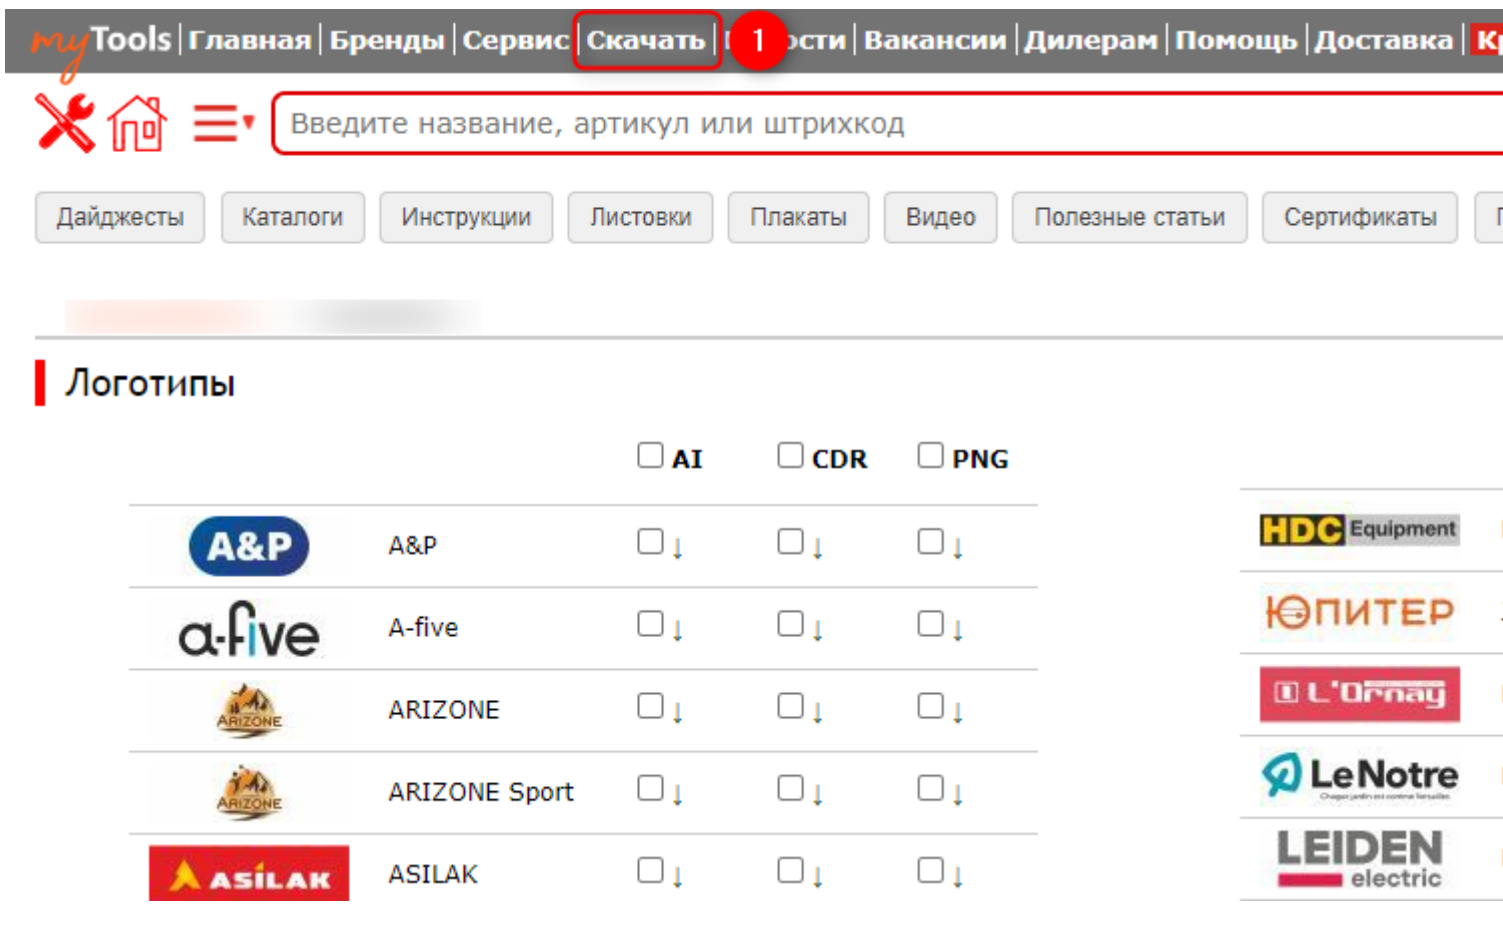 myTools Главная Бренды Сервис Скачать 1 ости Вакансии Дилерам Помощь Доставка
Введите название, артикул или штрихкод
Дайджесты Каталоги Инструкции Листовки Плакаты Видео Полезные статьи Сертификаты
Логотипы
AI CDR PNG
A&P A&P
HDC Equipment
a-five A-five
ЮПИТЕР
ARIZONE ARIZONE
L'Ornay
ARIZONE ARIZONE Sport
LeNotre
ASILAK ASILAK
LEIDEN
electric